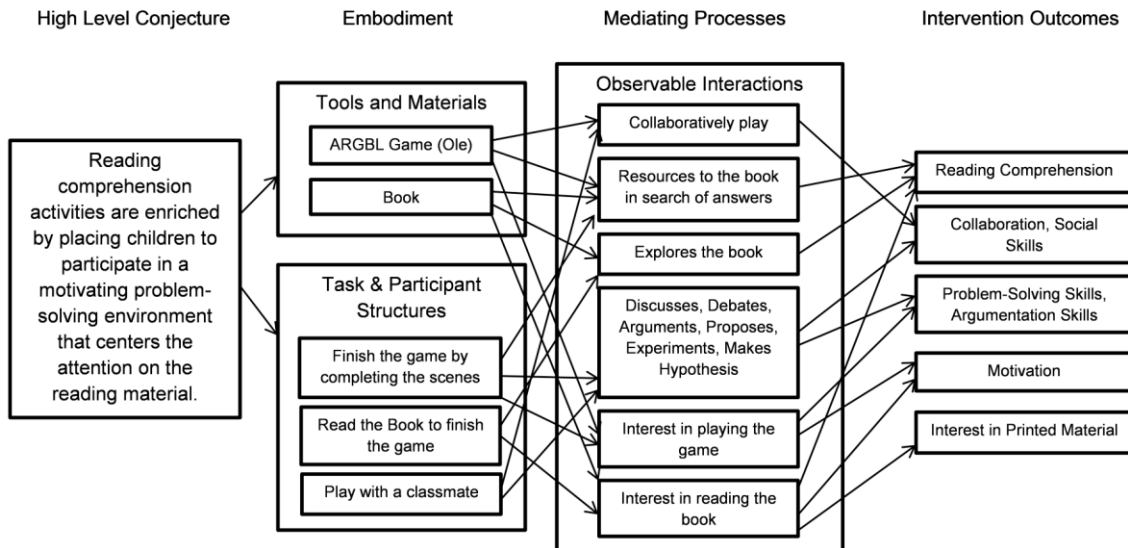 High Level Conjecture
Embodiment
Mediating Processes
Intervention Outcomes
Reading
comprehension
activities are enriched
by placing children to
participate in a
motivating problem-
solving environment
that centers the
attention on the
reading material.
Tools and Materials
ARGBL Game (Ole)
Book
Task & Participant
Structures
Finish the game by
completing the scenes
Read the Book to finish
the game
Play with a classmate
Observable Interactions
Collaboratively play
Resources to the book
in search of answers
Explores the book
Discusses, Debates,
Arguments, Proposes,
Experiments, Makes
Hypothesis
Interest in playing the
game
Interest in reading the
book
Reading Comprehension
Collaboration, Social
Skills
Problem-Solving Skills,
Argumentation Skills
Motivation
Interest in Printed Material